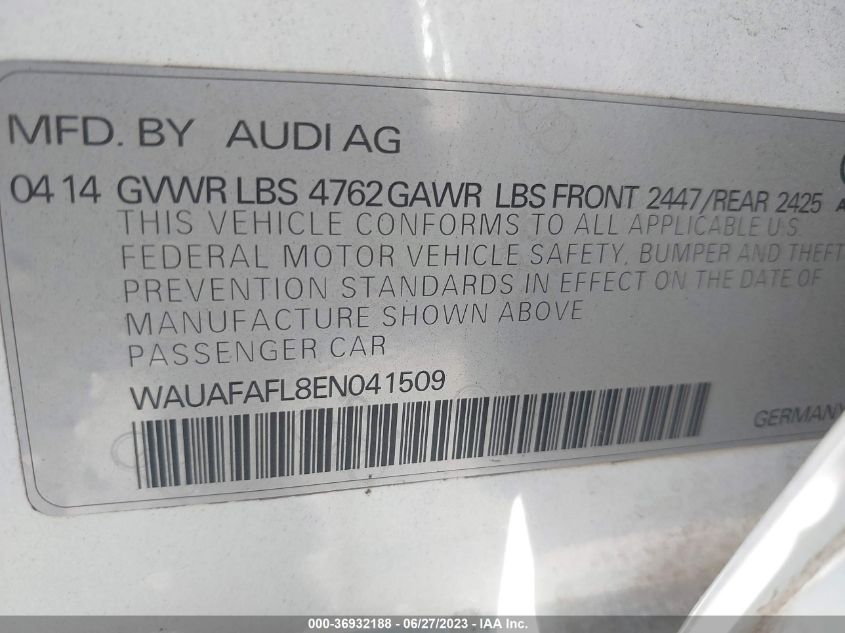 MFD. BY AUDI AG
04 14 GVWR LBS 4762 GAWR LBS FRONT 2447/REAR 2425
THIS VEHICLE CONFORMS TO ALL APPLICABLE U.S.
FEDERAL MOTOR VEHICLE SAFETY, BUMPER AND THEFT
PREVENTION STANDARDS IN EFFECT ON THE DATE OF
MANUFACTURE SHOWN ABOVE
PASSENGER CAR
WAUAFAFL8EN041509
GERMANY
000-36932188 - 06/27/2023 - IAA Inc.